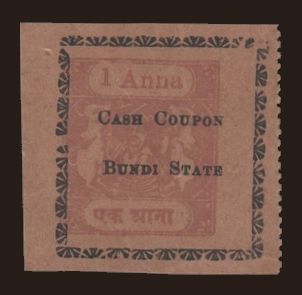 1 Anna
CASH COUPON
BUNDI STATE
एक आना